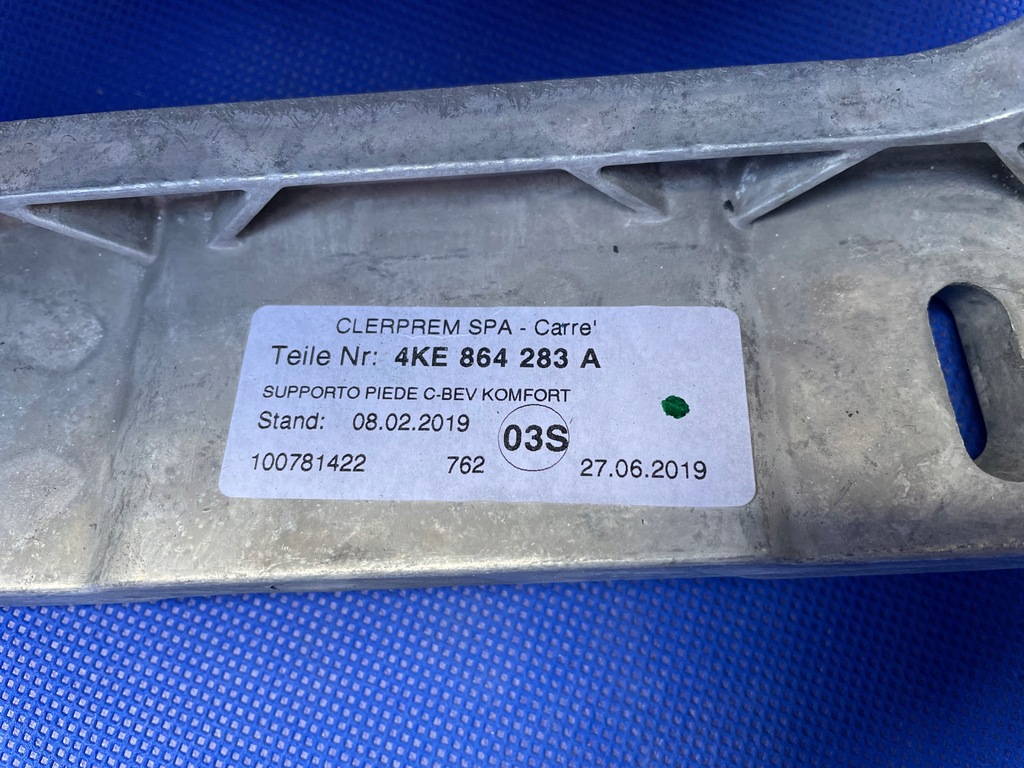 CLERPREM SPA - Carre'
Teile Nr: 4KE 864 283 A
SUPPORTO PIEDE C-BEV KOMFORT
Stand: 08.02.2019 03S
100781422 762 27.06.2019